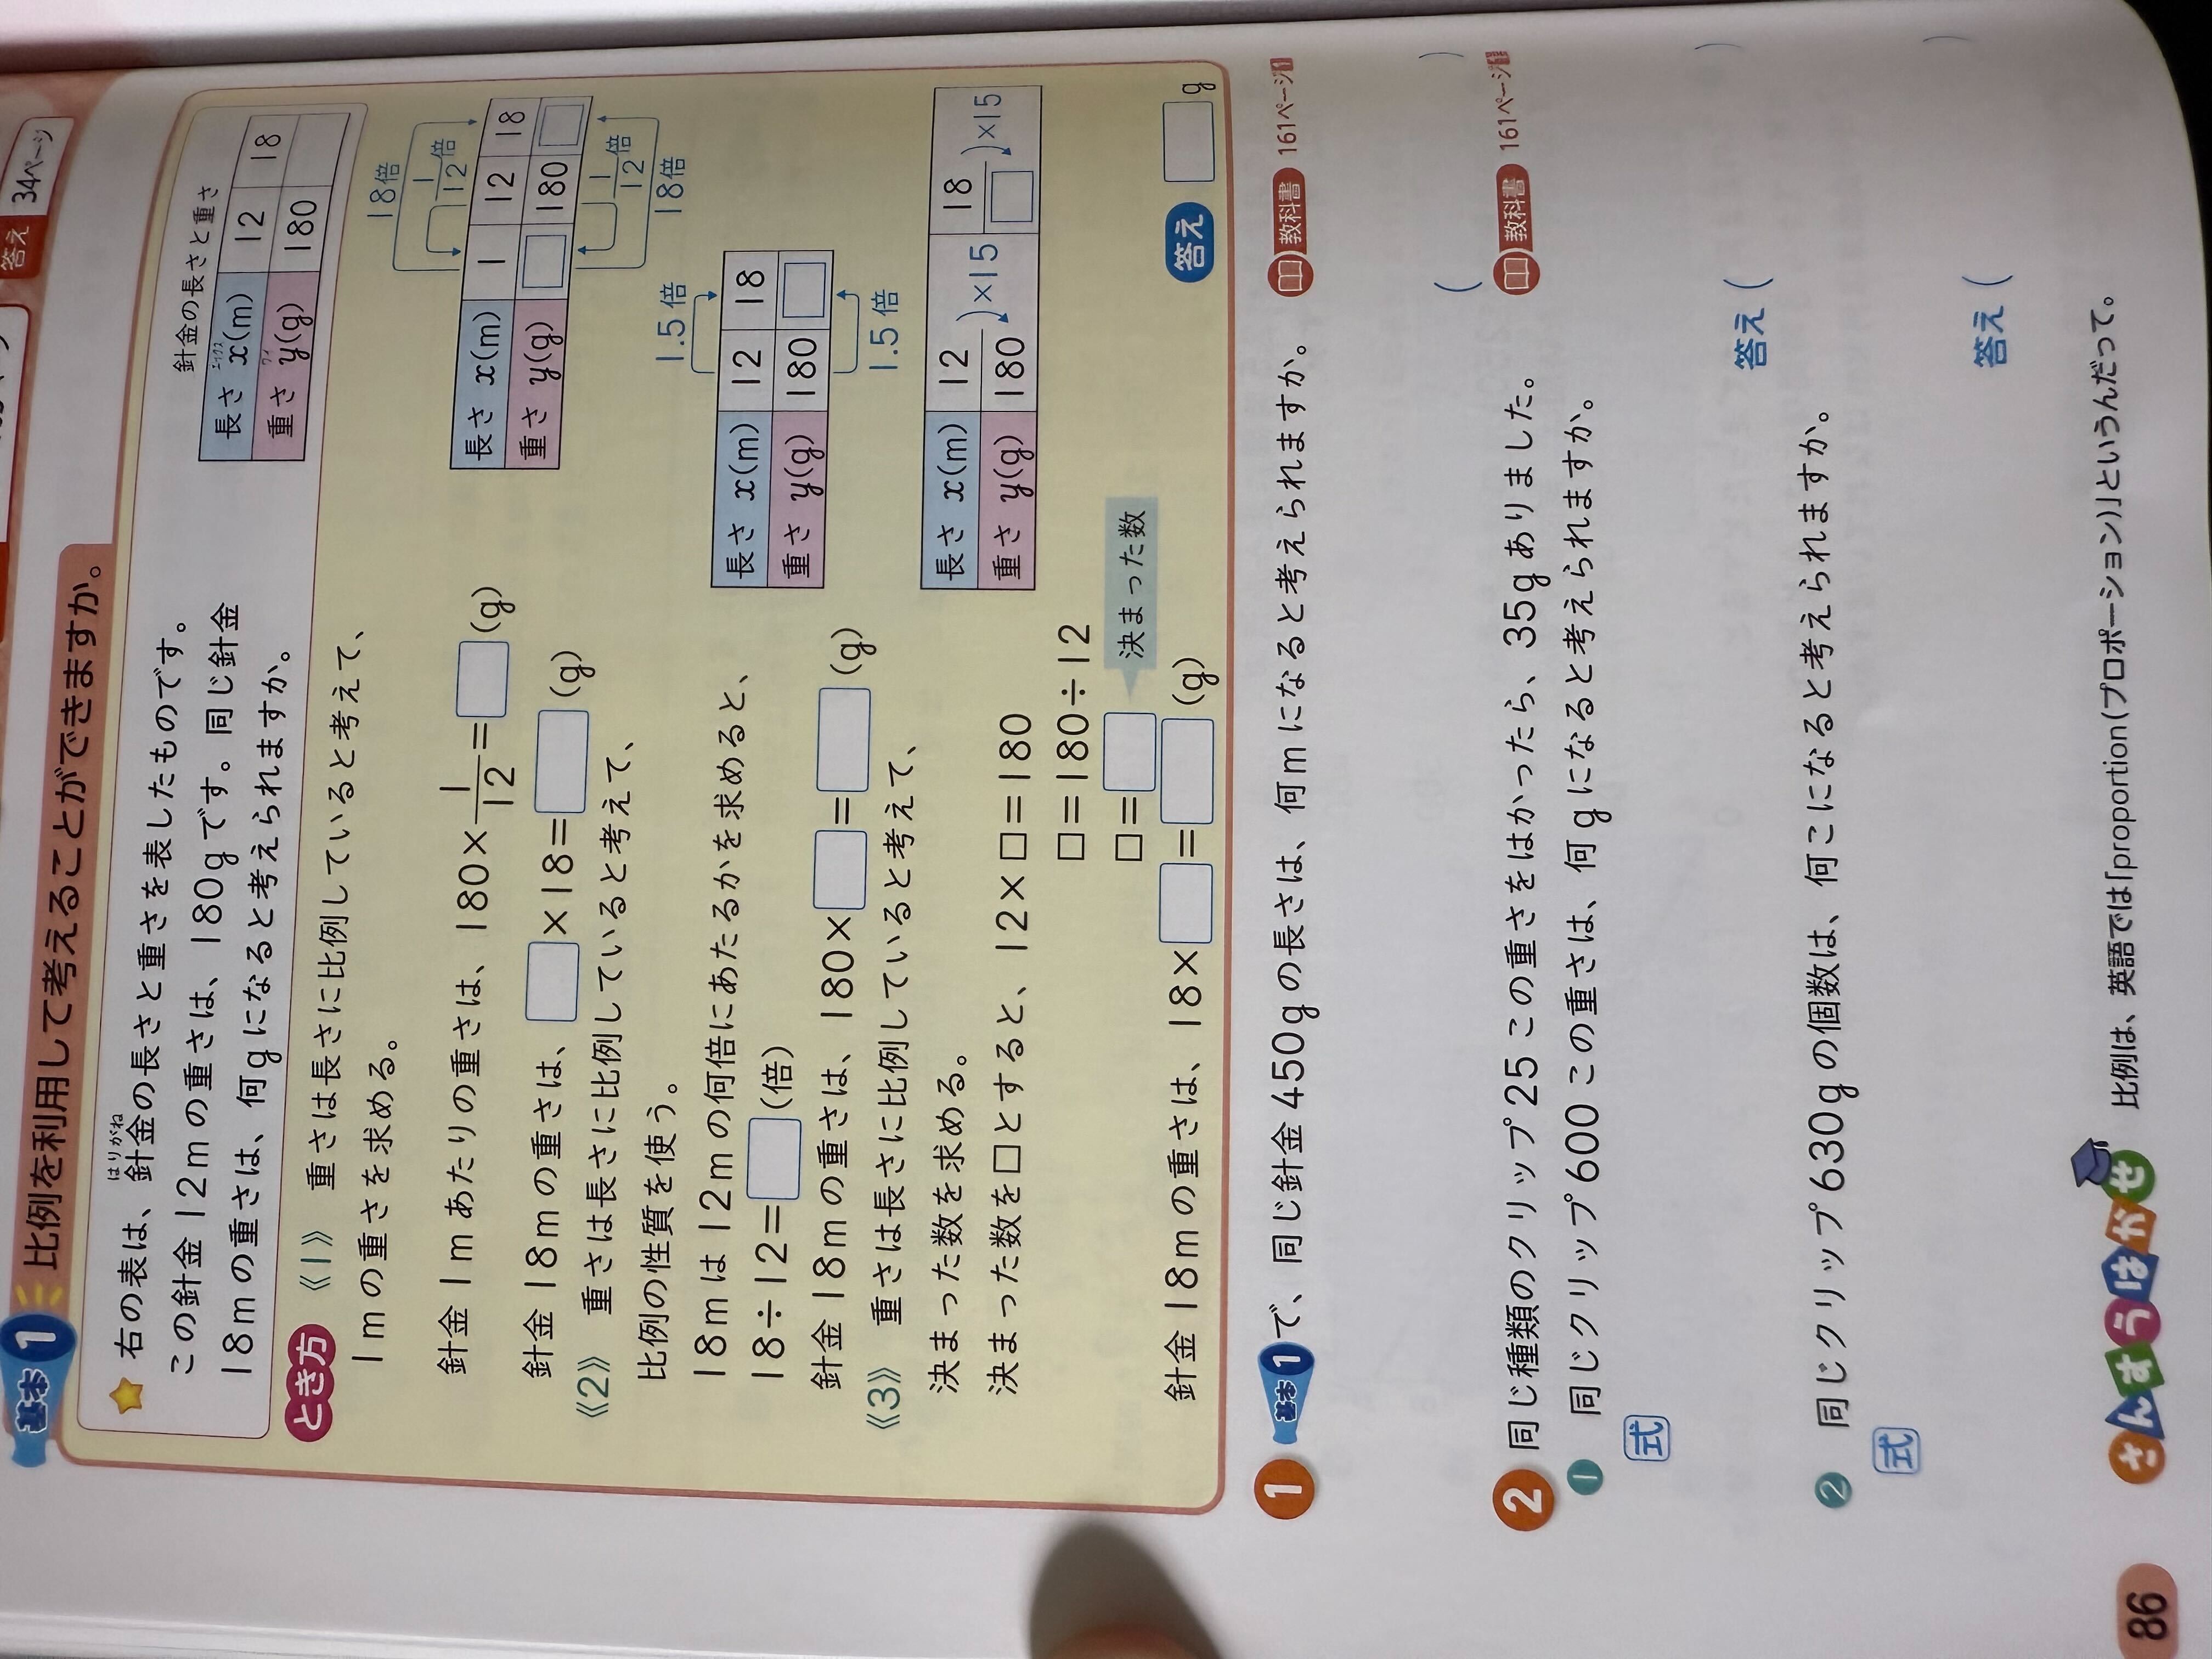 答え 34ページ
基本1 比例を利用して考えることができますか。
右の表は、針金の長さと重さを表したものです。
はりがね
この針金12mの重さは、180gです。同じ針金
18mの重さは、何gになると考えられますか。
針金の長さと重さ
長さ x(m) 12 18
エックス
重さ y(g) 180
ワイ
とき方 《1》 重さは長さに比例していると考えて、
1mの重さを求める。
針金1mあたりの重さは、180×1/12=□(g)
針金18mの重さは、□×18=□(g)
18倍
1/12倍
長さ x(m) 1 12 18
重さ y(g) □ 180 □
1/12倍
18倍
《2》 重さは長さに比例していると考えて、
比例の性質を使う。
18mは12mの何倍にあたるかを求めると、
18÷12=□(倍)
針金18mの重さは、180×□=□(g)
1.5倍
長さ x(m) 12 18
重さ y(g) 180 □
1.5倍
《3》 重さは長さに比例していると考えて、
決まった数を求める。
決まった数を□とすると、12×□=180
□=180÷12
□=□ 決まった数
針金18mの重さは、18×□=□(g)
長さ x(m) 12 18
×15 ×15
重さ y(g) 180 □
答え □g
1 基本1で、同じ針金450gの長さは、何mになると考えられますか。 教科書 161ページ1
( )
2 同じ種類のクリップ25この重さをはかったら、35gありました。 教科書 161ページ1
1 同じクリップ600この重さは、何gになると考えられますか。
式
答え ( )
2 同じクリップ630gの個数は、何こになると考えられますか。
式
答え ( )
さんすうはかせ 比例は、英語では「proportion(プロポーション)」というんだって。
86